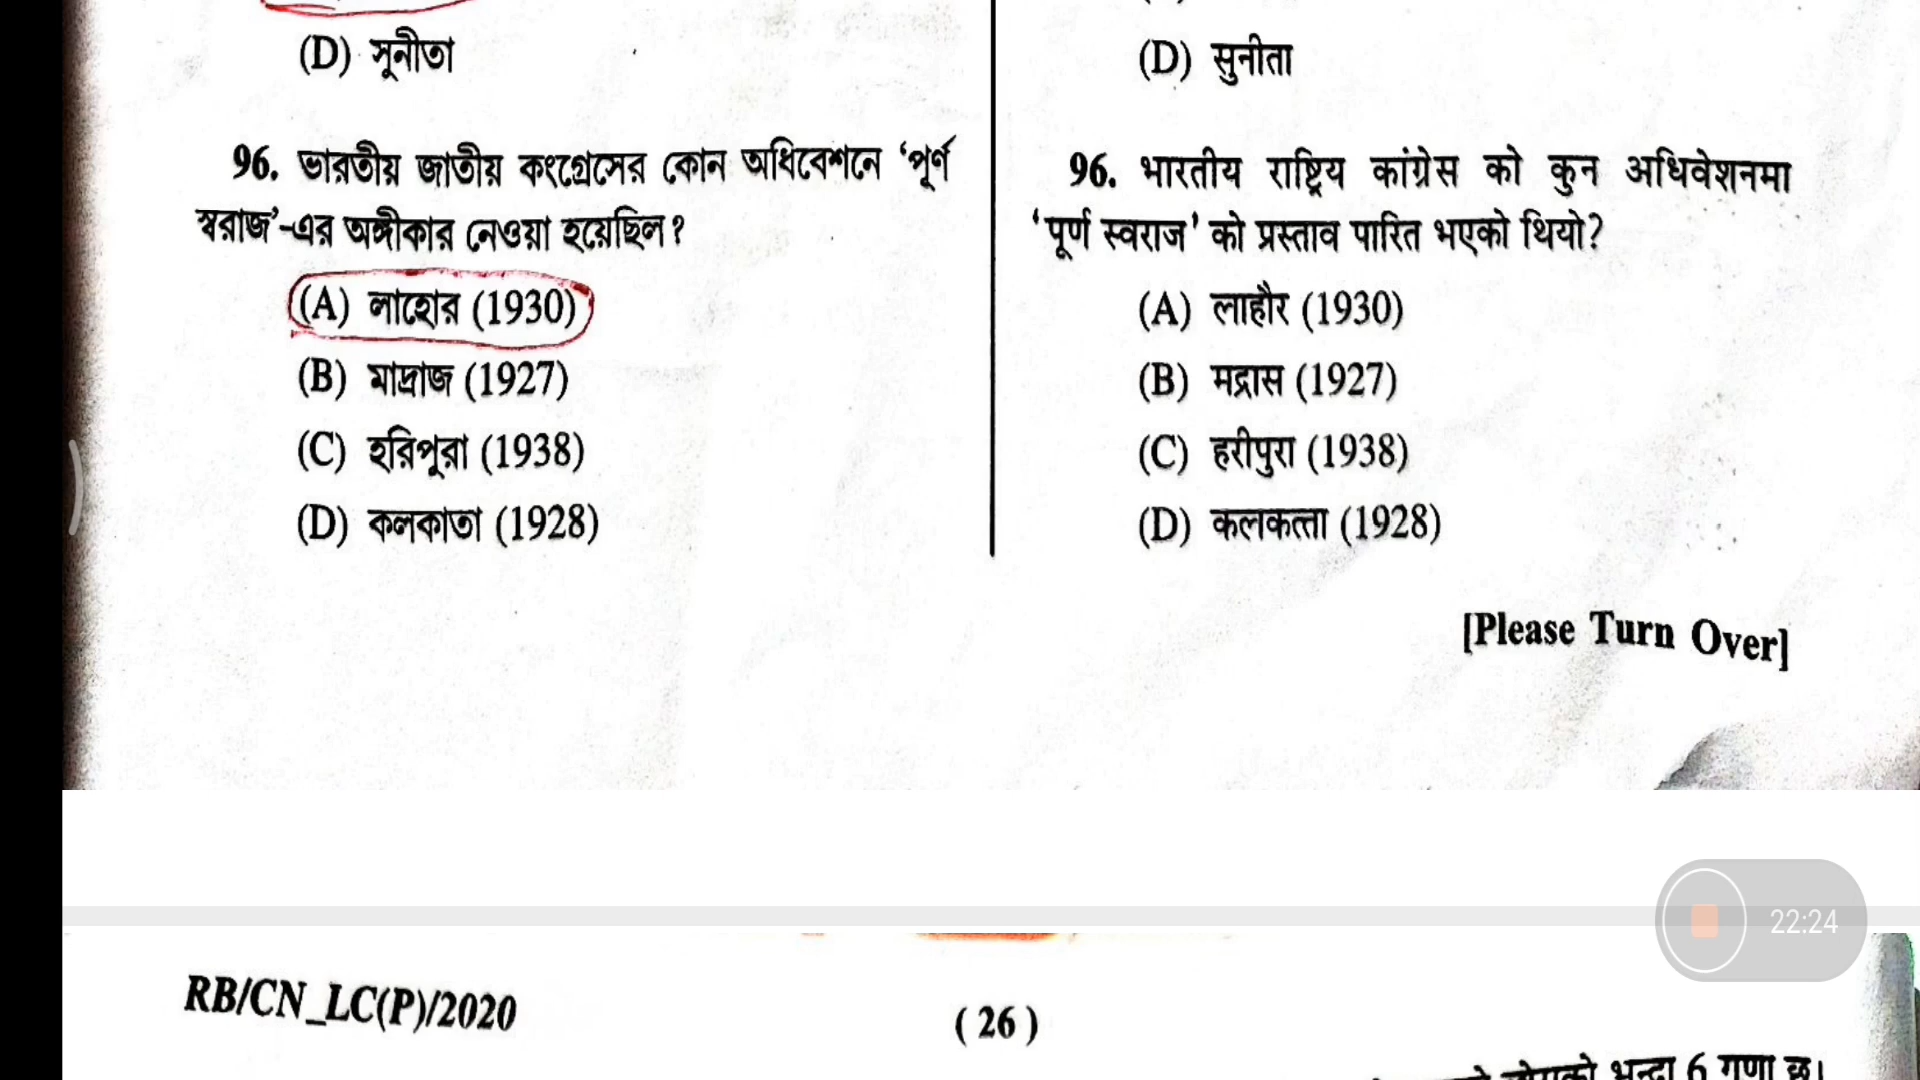 (D) সুনীতা
96. ভারতীয় জাতীয় কংগ্রেসের কোন অধিবেশনে ‘পূর্ণ
স্বরাজ’-এর অঙ্গীকার নেওয়া হয়েছিল?
(A) লাহোর (1930)
(B) মাদ্রাজ (1927)
(C) হরিপুরা (1938)
(D) কলকাতা (1928)
(D) सुनीता
96. भारतीय राष्ट्रिय कांग्रेस को कुन अधिवेशनमा
‘पूर्ण स्वराज’ को प्रस्ताव पारित भएको थियो?
(A) लाहौर (1930)
(B) मद्रास (1927)
(C) हरीपुरा (1938)
(D) कलकत्ता (1928)
[Please Turn Over]
22:24
RB/CN_LC(P)/2020
(26)
भन्दा 6 गुणा छ।